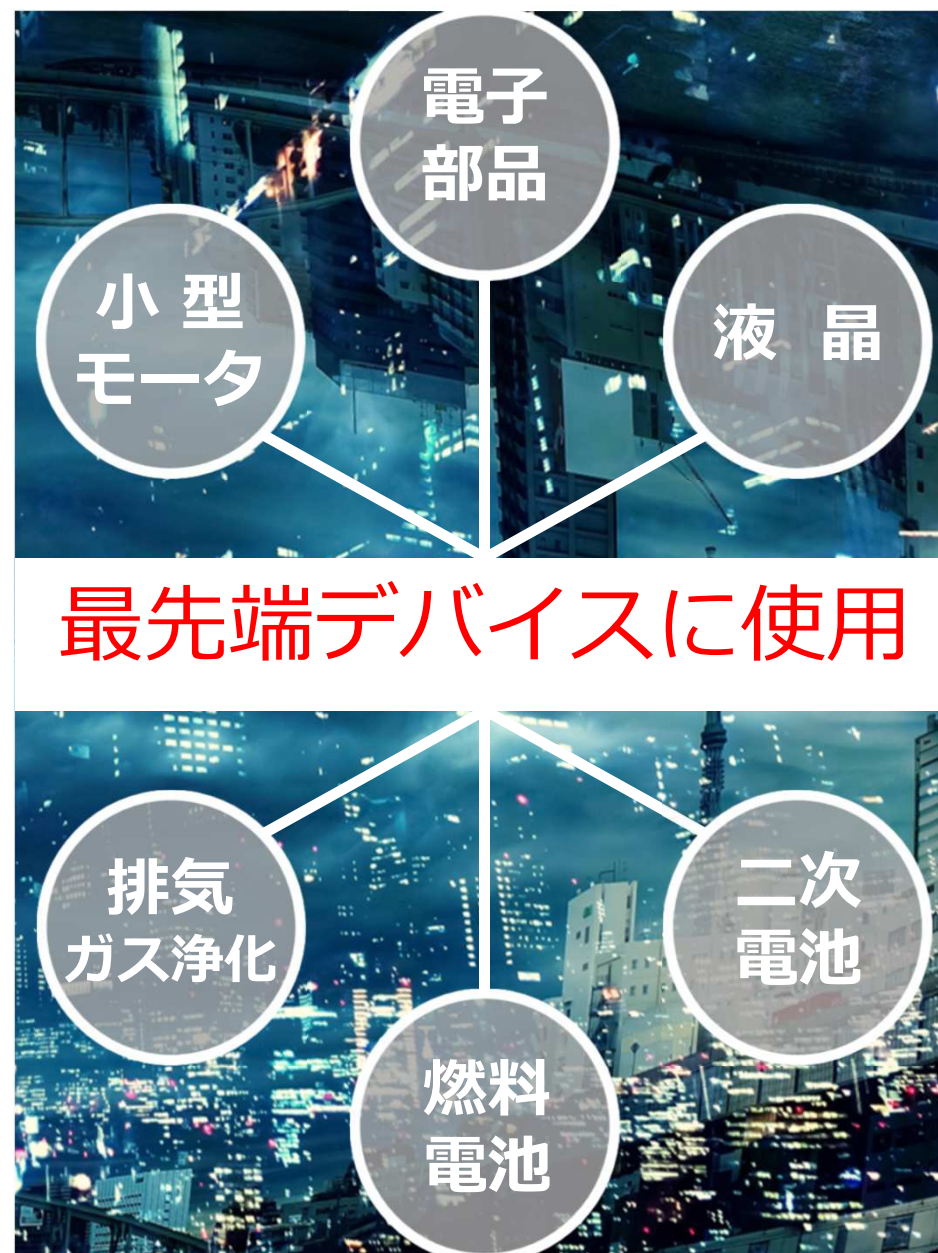 電子
部品
小 型
モータ
液 晶
最先端デバイスに使用
排気
ガス浄化
二次
電池
燃料
電池